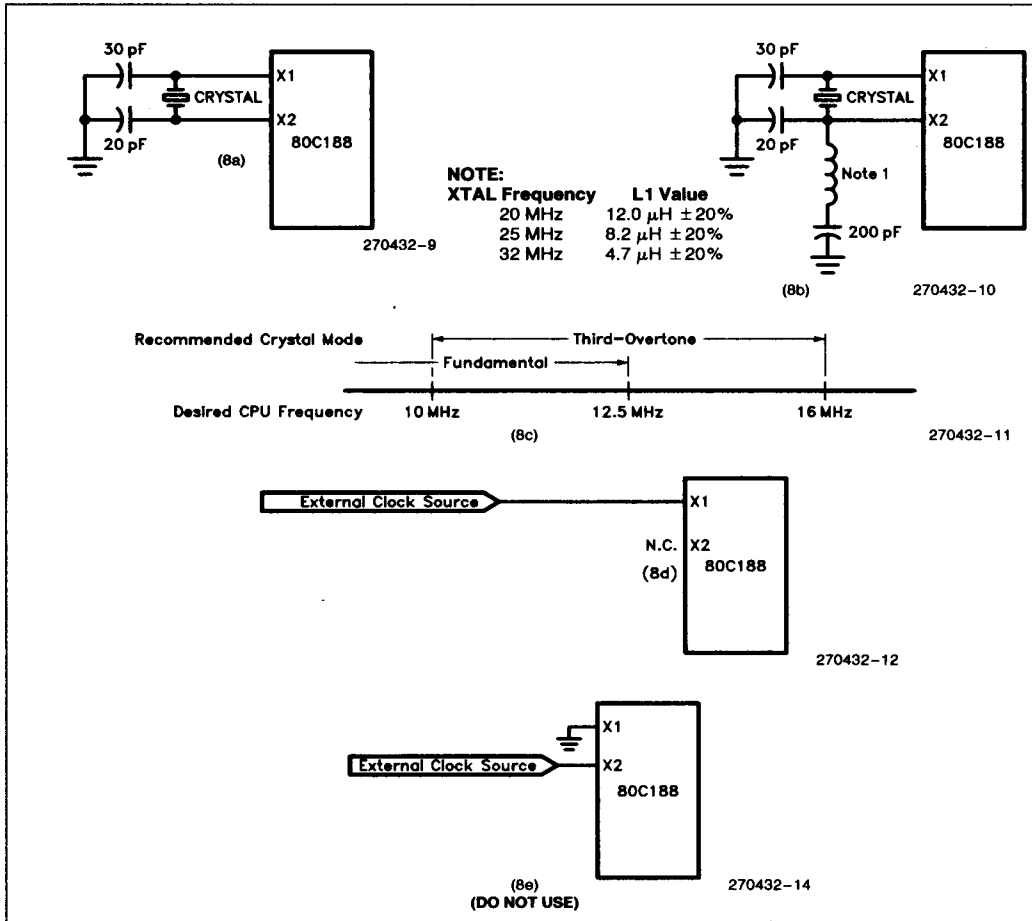 30 pF
X1
CRYSTAL
X2
20 pF
80C188
(8a)
270432-9
NOTE:
XTAL Frequency L1 Value
20 MHz 12.0 μH ±20%
25 MHz 8.2 μH ±20%
32 MHz 4.7 μH ±20%
30 pF
X1
CRYSTAL
X2
20 pF
80C188
Note 1
200 pF
(8b)
270432-10
Recommended Crystal Mode
Third-Overtone
Fundamental
Desired CPU Frequency
10 MHz
12.5 MHz
16 MHz
(8c)
270432-11
External Clock Source
X1
N.C.
X2
(8d)
80C188
270432-12
X1
External Clock Source
X2
80C188
(8e)
270432-14
(DO NOT USE)